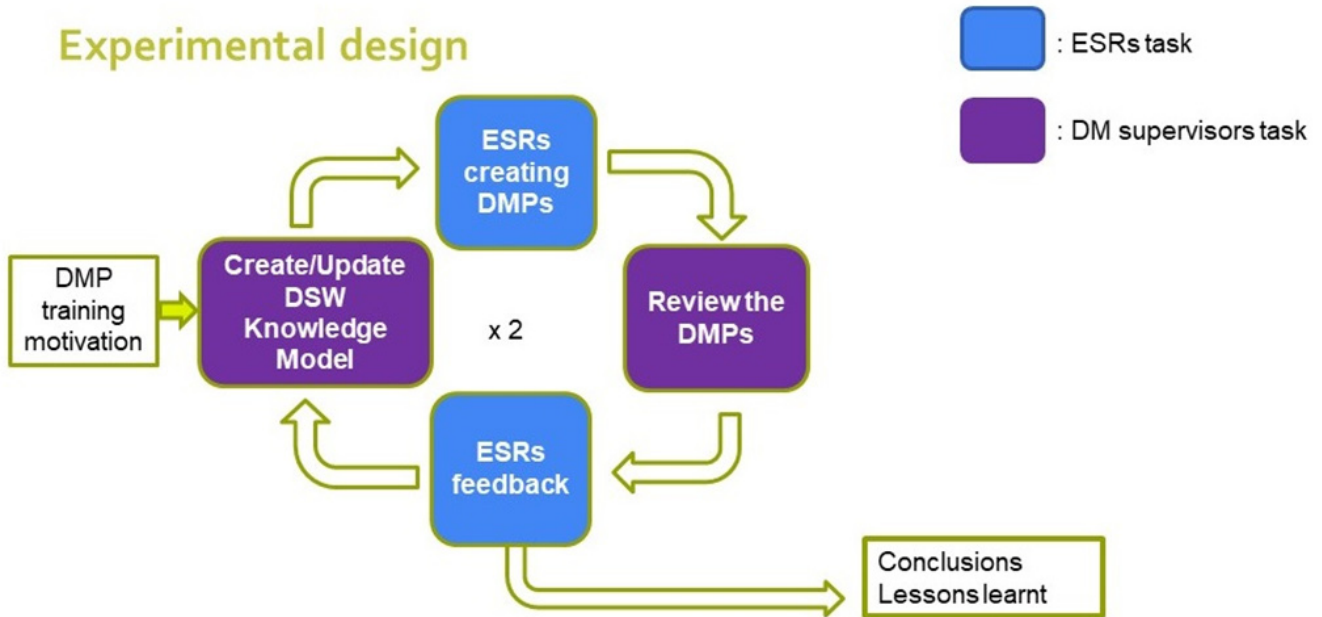 Experimental design
: ESRs task
: DM supervisors task
ESRs
creating
DMPs
DMP
training
motivation
Create/Update
DSW
Knowledge
Model
x 2
Review the
DMPs
ESRs
feedback
Conclusions
Lessons learnt